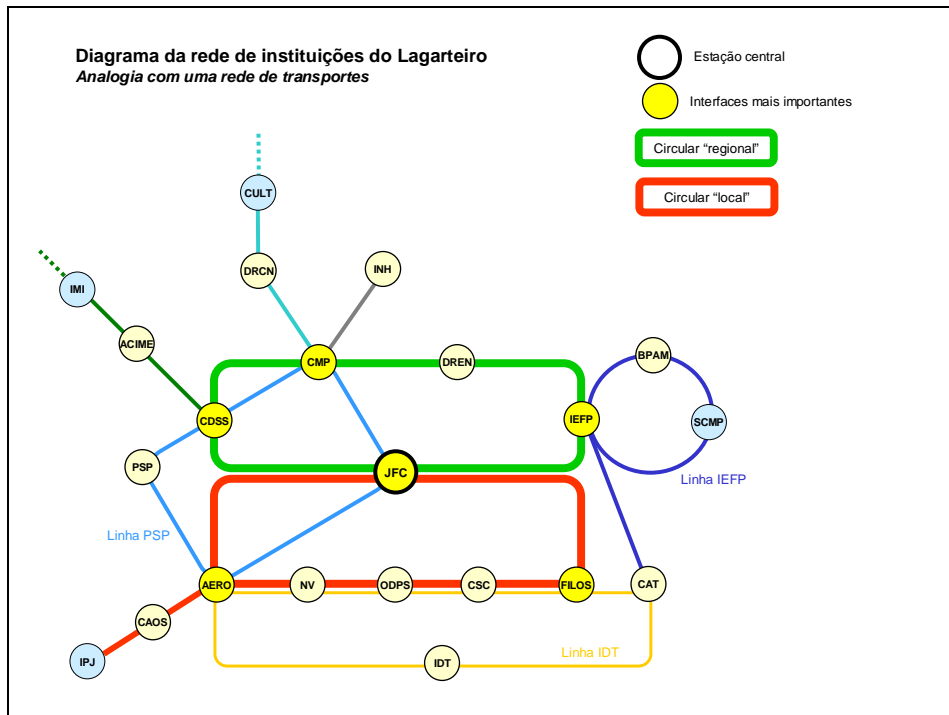 Diagrama da rede de instituições do Lagarteiro
Analogia com uma rede de transportes
Estação central
Interfaces mais importantes
Circular “regional”
Circular “local”
CULT
DRCN
INH
IMI
ACIME
CMP
DREN
BPAM
CDSS
IEFP
SCMP
PSP
JFC
Linha IEFP
Linha PSP
AERO
NV
ODPS
CSC
FILOS
CAT
CAOS
Linha IDT
IPJ
IDT